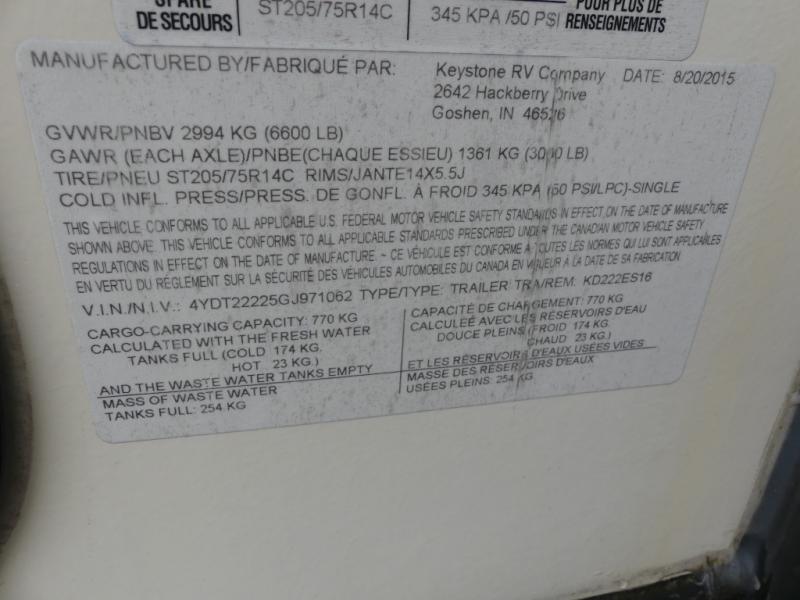 SPARE
DE SECOURS
ST205/75R14C
345 KPA /50 PSI
POUR PLUS DE
RENSEIGNEMENTS
MANUFACTURED BY/FABRIQUÉ PAR:
Keystone RV Company DATE: 8/20/2015
2642 Hackberry Drive
Goshen, IN 46526
GVWR/PNBV 2994 KG (6600 LB)
GAWR (EACH AXLE)/PNBE(CHAQUE ESSIEU) 1361 KG (3000 LB)
TIRE/PNEU ST205/75R14C RIMS/JANTE14X5.5J
COLD INFL. PRESS/PRESS. DE GONFL. À FROID 345 KPA (50 PSI/LPC)-SINGLE
THIS VEHICLE CONFORMS TO ALL APPLICABLE U.S. FEDERAL MOTOR VEHICLE SAFETY STANDARDS IN EFFECT ON THE DATE OF MANUFACTURE
SHOWN ABOVE. THIS VEHICLE CONFORMS TO ALL APPLICABLE STANDARDS PRESCRIBED UNDER THE CANADIAN MOTOR VEHICLE SAFETY
REGULATIONS IN EFFECT ON THE DATE OF MANUFACTURE. ~ CE VÉHICULE EST CONFORME À TOUTES LES NORMES QUI LUI SONT APPLICABLES
EN VERTU DU RÉGLEMENT SUR LA SÉCURITÉ DES VÉHICULES AUTOMOBILES DU CANADA EN VIGUEUR À LA DATE DE SA FABRICATION
V.I.N./N.I.V.: 4YDT22225GJ971062 TYPE/TYPE: TRAILER TRA/REM: KD222ES16
CARGO-CARRYING CAPACITY: 770 KG
CALCULATED WITH THE FRESH WATER
TANKS FULL (COLD 174 KG.
HOT 23 KG.)
AND THE WASTE WATER TANKS EMPTY
MASS OF WASTE WATER
TANKS FULL: 254 KG
CAPACITÉ DE CHARGEMENT: 770 KG
CALCULÉE AVEC LES RÉSERVOIRS D'EAU
DOUCE PLEINS (FROID 174 KG.
CHAUD 23 KG.)
ET LES RÉSERVOIRS D'EAUX USÉES VIDES
MASSE DES RÉSERVOIRS D'EAUX
USÉES PLEINS: 254 KG